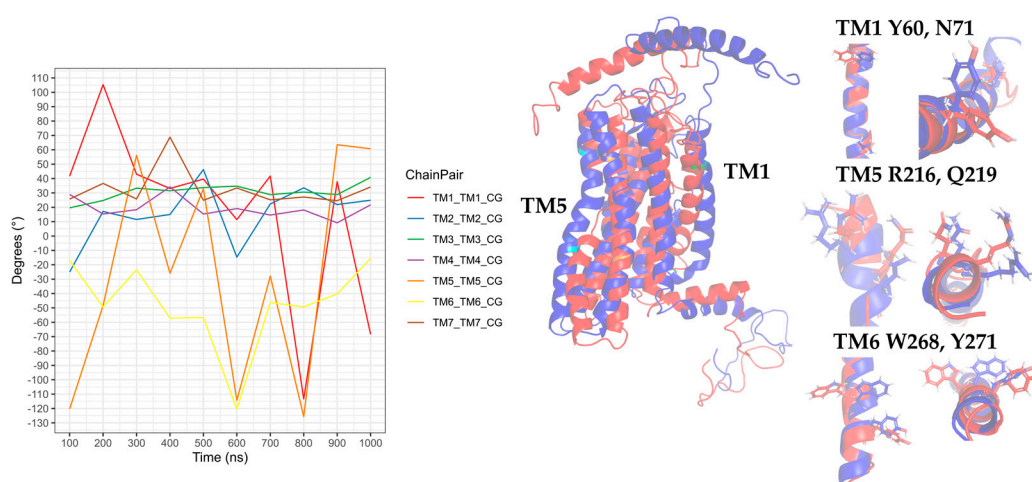 110
100
90
80
70
60
50
40
30
20
10
0
-10
-20
-30
-40
-50
-60
-70
-80
-90
-100
-110
-120
-130
Degrees (°)
100 200 300 400 500 600 700 800 900 1000
Time (ns)
ChainPair
TM1_TM1_CG
TM2_TM2_CG
TM3_TM3_CG
TM4_TM4_CG
TM5_TM5_CG
TM6_TM6_CG
TM7_TM7_CG
TM5
TM1
TM1 Y60, N71
TM5 R216, Q219
TM6 W268, Y271